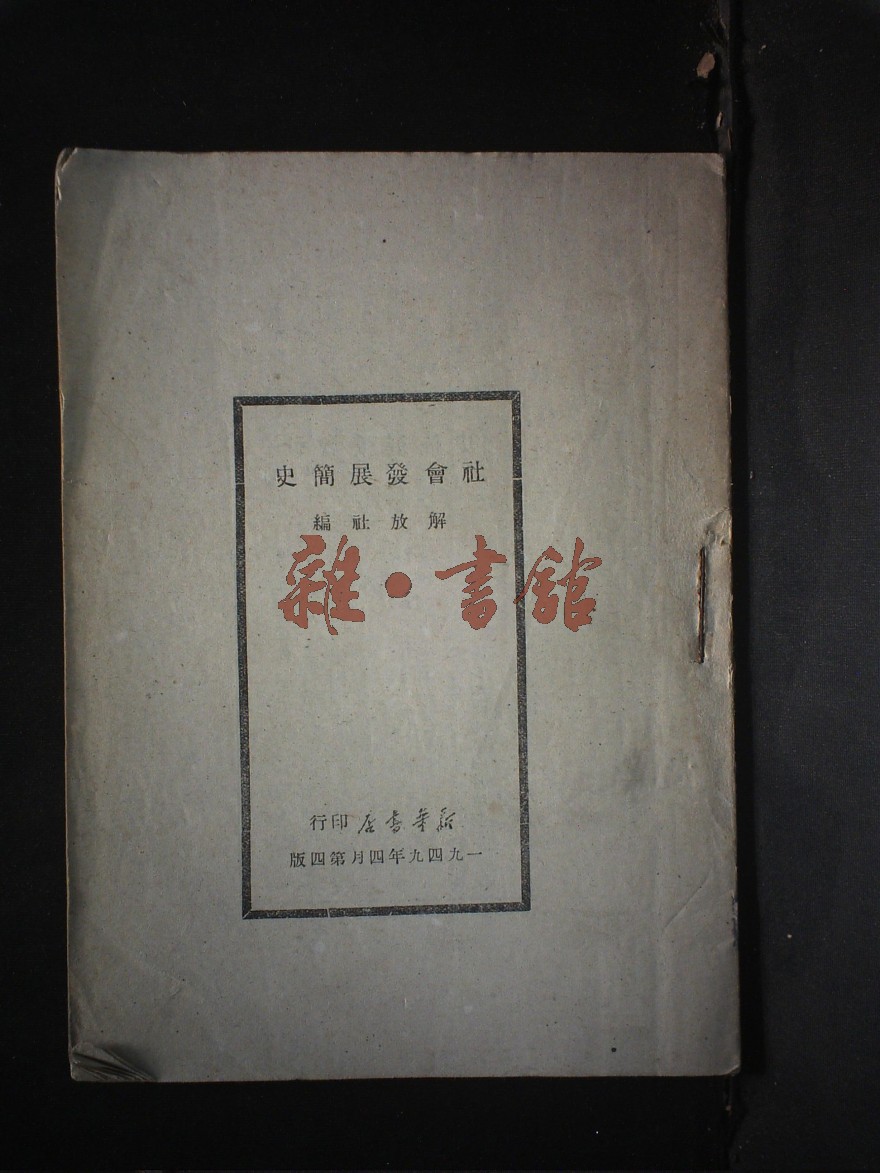 社會發展簡史
解放社編
雜·書館
新華書店印行
一九四九年四月第四版